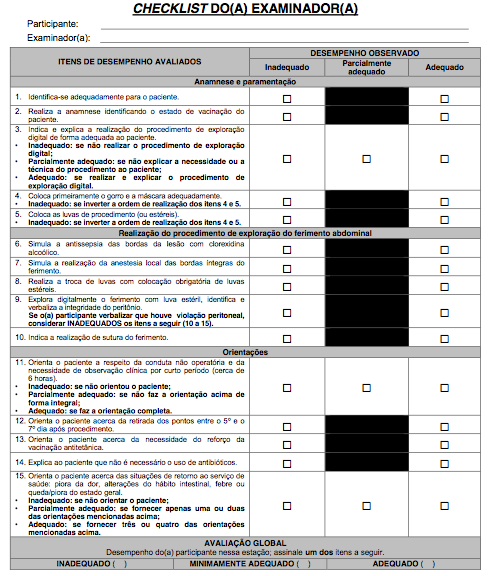 CHECKLIST DO(A) EXAMINADOR(A)
Participante:
Examinador(a):
ITENS DE DESEMPENHO AVALIADOS
DESEMPENHO OBSERVADO
Inadequado
Parcialmente
adequado
Adequado
Anamnese e paramentação
1. Identifica-se adequadamente para o paciente.
2. Realiza a anamnese identificando o estado de vacinação do
paciente.
3. Indica e explica a realização do procedimento de exploração
digital de forma adequada ao paciente.
• Inadequado: se não realizar o procedimento de exploração
digital;
• Parcialmente adequado: se não explicar a necessidade ou a
técnica do procedimento ao paciente;
• Adequado: se realizar e explicar o procedimento de
exploração digital.
4. Coloca primeiramente o gorro e a máscara adequadamente.
• Inadequado: se inverter a ordem de realização dos itens 4 e 5.
5. Coloca as luvas de procedimento (ou estéreis).
• Inadequado: se inverter a ordem de realização dos itens 4 e 5.
Realização do procedimento de exploração do ferimento abdominal
6. Simula a antissepsia das bordas da lesão com clorexidina
alcoólico.
7. Simula a realização da anestesia local das bordas íntegras do
ferimento.
8. Realiza a troca de luvas com colocação obrigatória de luvas
estéreis.
9. Explora digitalmente o ferimento com luva estéril, identifica e
verbaliza a integridade do peritônio.
Se o(a) participante verbalizar que houve violação peritoneal,
considerar INADEQUADOS os itens a seguir (10 a 15).
10. Indica a realização de sutura do ferimento.
Orientações
11. Orienta o paciente a respeito da conduta não operatória e da
necessidade de observação clínica por curto período (cerca de
6 horas).
• Inadequado: se não orientou o paciente;
• Parcialmente adequado: se não faz a orientação acima de
forma integral;
• Adequado: se faz a orientação completa.
12. Orienta o paciente acerca da retirada dos pontos entre o 5º e o
7º dia após procedimento.
13. Orienta o paciente acerca da necessidade do reforço da
vacinação antitetânica.
14. Explica ao paciente que não é necessário o uso de antibióticos.
15. Orienta o paciente acerca das situações de retorno ao serviço de
saúde: piora da dor, alterações do hábito intestinal, febre ou
queda/piora do estado geral.
• Inadequado: se não orientar o paciente;
• Parcialmente adequado: se fornecer apenas uma ou duas
das orientações mencionadas acima;
• Adequado: se fornecer três ou quatro das orientações
mencionadas acima.
AVALIAÇÃO GLOBAL
Desempenho do(a) participante nessa estação; assinale um dos itens a seguir.
INADEQUADO ( )
MINIMAMENTE ADEQUADO ( )
ADEQUADO ( )